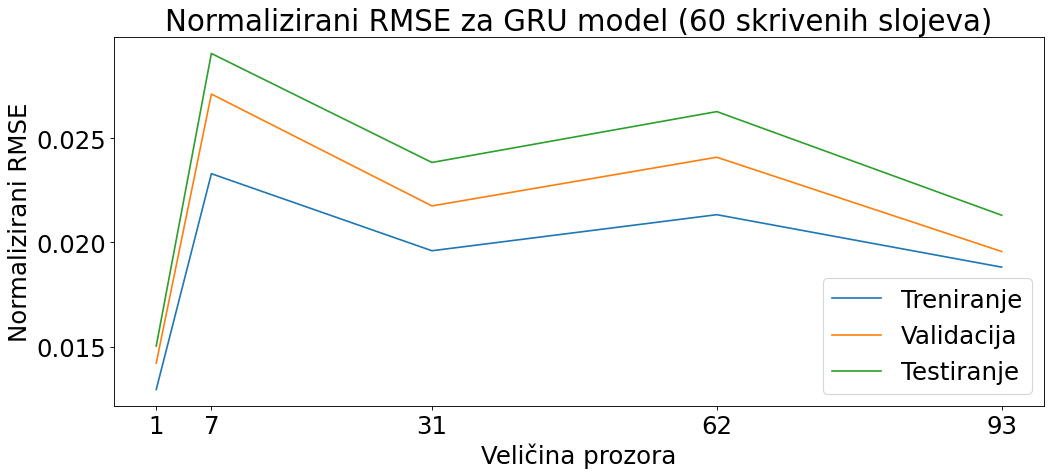 Normalizirani RMSE za GRU model (60 skrivenih slojeva)
Normalizirani RMSE
0.025
0.020
0.015
Treniranje
Validacija
Testiranje
1 7 31 62 93
Veličina prozora